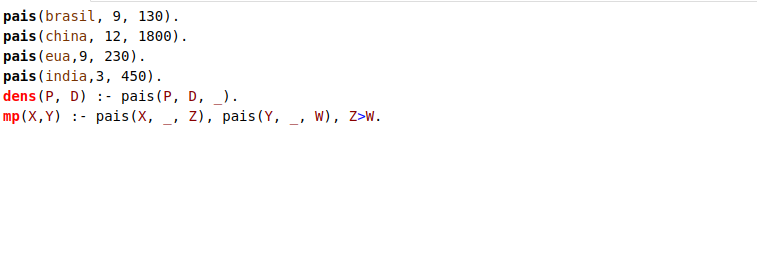 pais(brasil, 9, 130).
pais(china, 12, 1800).
pais(eua,9, 230).
pais(india,3, 450).
dens(P, D) :- pais(P, D, _).
mp(X,Y) :- pais(X, _, Z), pais(Y, _, W), Z>W.